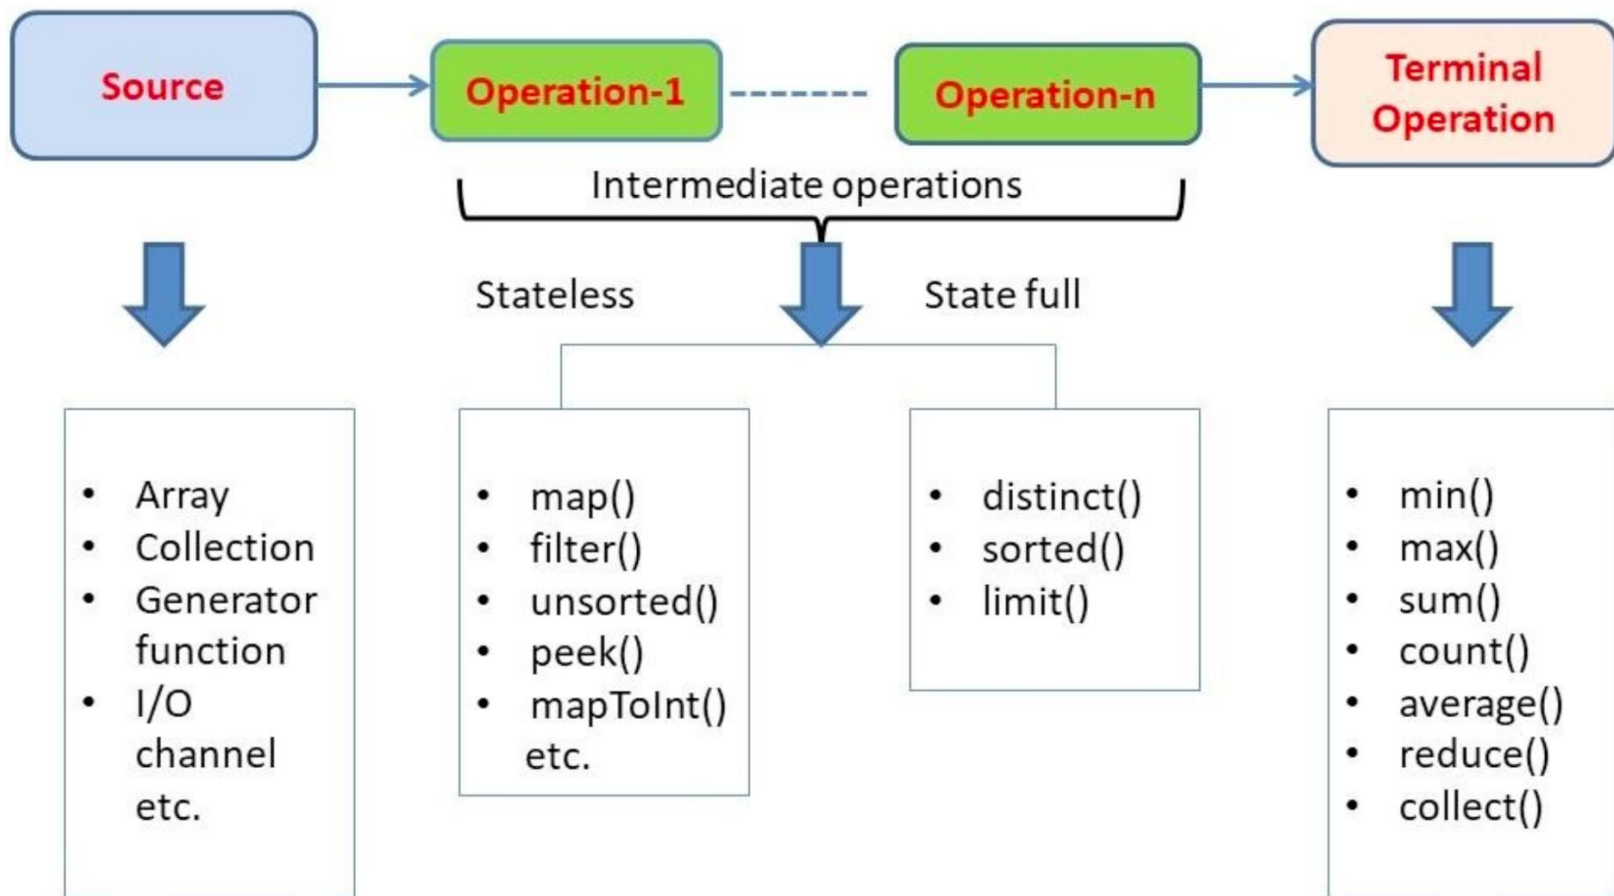 Source
Operation-1
Operation-n
Terminal
Operation
Intermediate operations
Stateless
State full
• Array
• Collection
• Generator
function
• I/O
channel
etc.
• map()
• filter()
• unsorted()
• peek()
• mapToInt()
etc.
• distinct()
• sorted()
• limit()
• min()
• max()
• sum()
• count()
• average()
• reduce()
• collect()